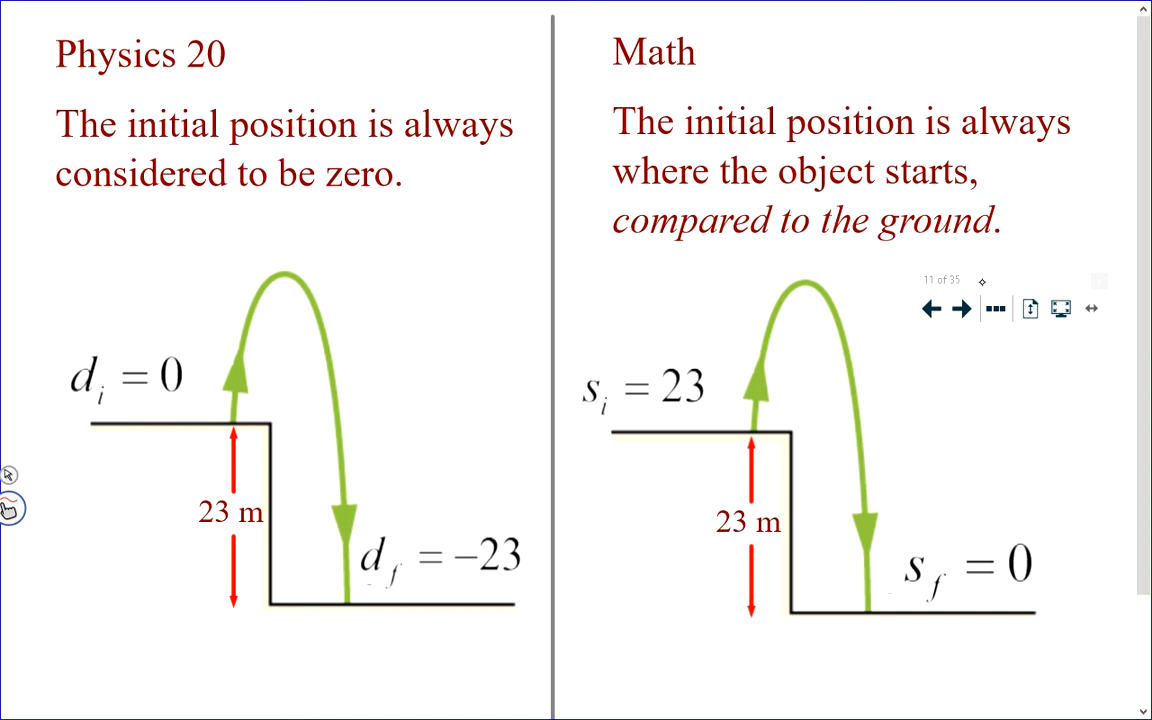 Physics 20
The initial position is always
considered to be zero.
d_i = 0
23 m
d_f = −23
Math
The initial position is always
where the object starts,
compared to the ground.
11 of 35
s_i = 23
23 m
s_f = 0